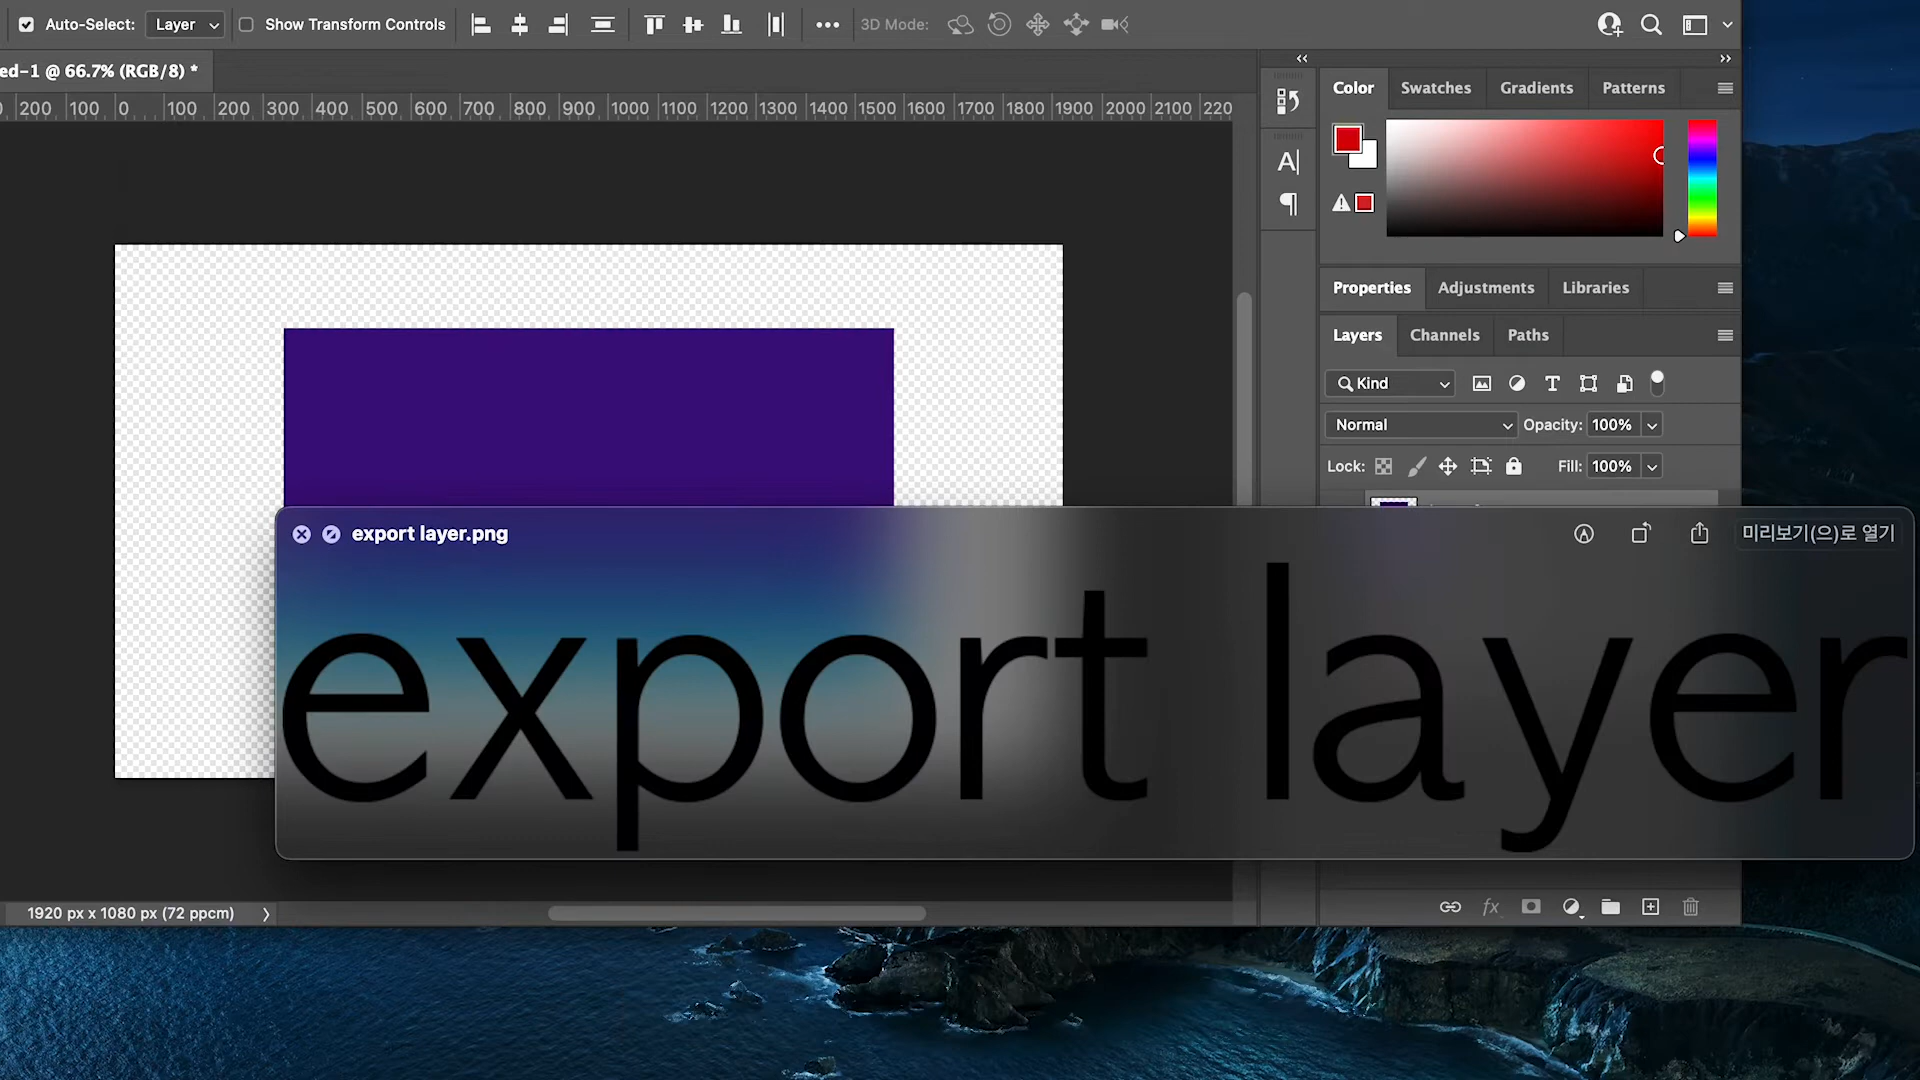 Auto-Select: Layer Show Transform Controls 3D Mode:
ed-1 @ 66.7% (RGB/8) *
200 100 0 100 200 300 400 500 600 700 800 900 1000 1100 1200 1300 1400 1500 1600 1700 1800 1900 2000 2100 220
Color Swatches Gradients Patterns
Properties Adjustments Libraries
Layers Channels Paths
Kind
Normal Opacity: 100%
Lock: Fill: 100%
export layer.png 미리보기(으)로 열기
export layer
1920 px x 1080 px (72 ppcm)
fx